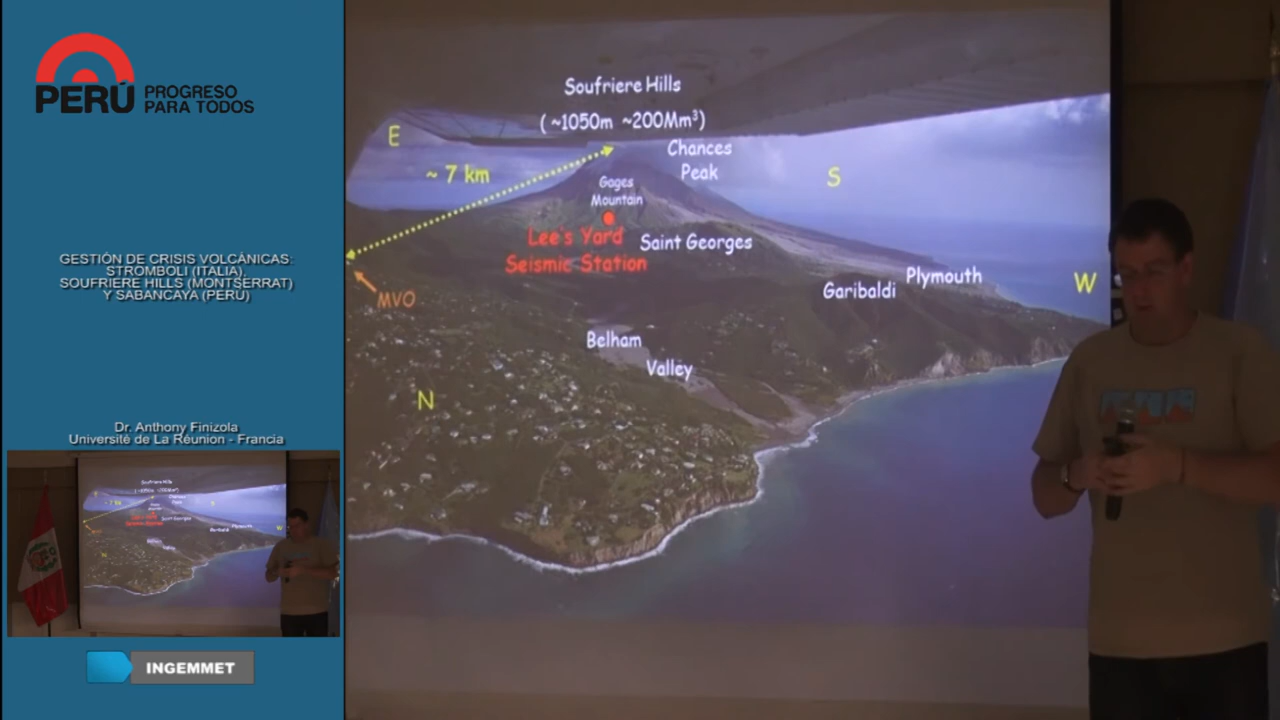 PERÚ
PROGRESO
PARA TODOS
GESTIÓN DE CRISIS VOLCÁNICAS:
STROMBOLI (ITALIA),
SOUFRIERE HILLS (MONTSERRAT)
Y SABANCAYA (PERÚ)
Dr. Anthony Finizola
Université de La Réunion - Francia
INGEMMET
Soufriere Hills
( ~1050m ~200Mm³)
E
Chances
Peak
~ 7 km
S
Gages
Mountain
Lee's Yard
Seismic Station
Saint Georges
Plymouth
Garibaldi
W
MVO
Belham
Valley
N